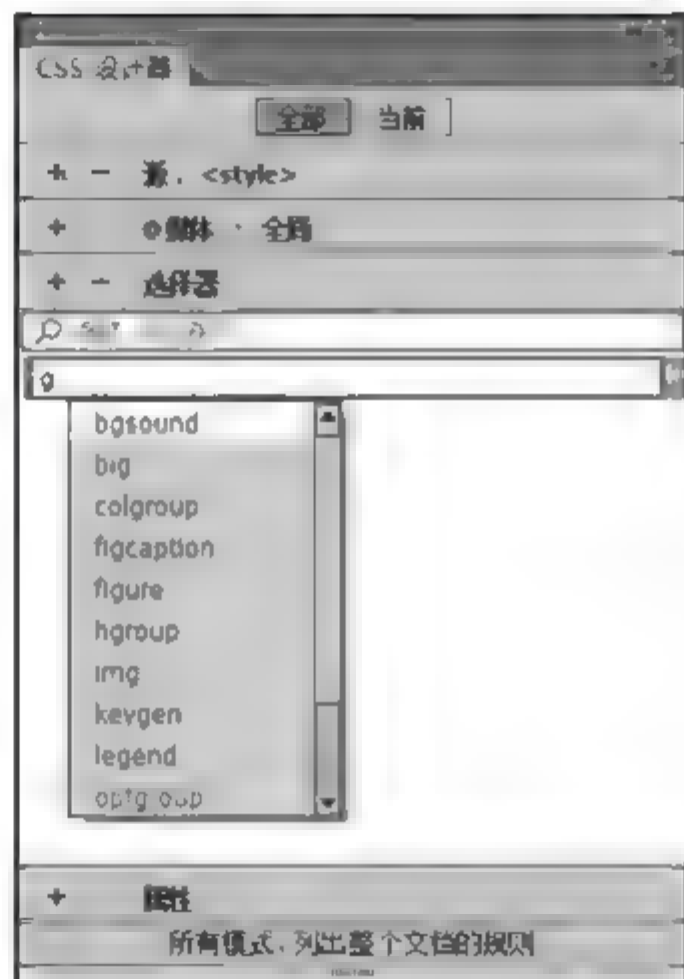 CSS 设计器
全部 当前
+ - 源：<style>
+ @媒体：全局
+ - 选择器
g
bgsound
big
colgroup
figcaption
figure
hgroup
img
keygen
legend
optgroup
+ 属性
所有模式，列出整个文档的规则